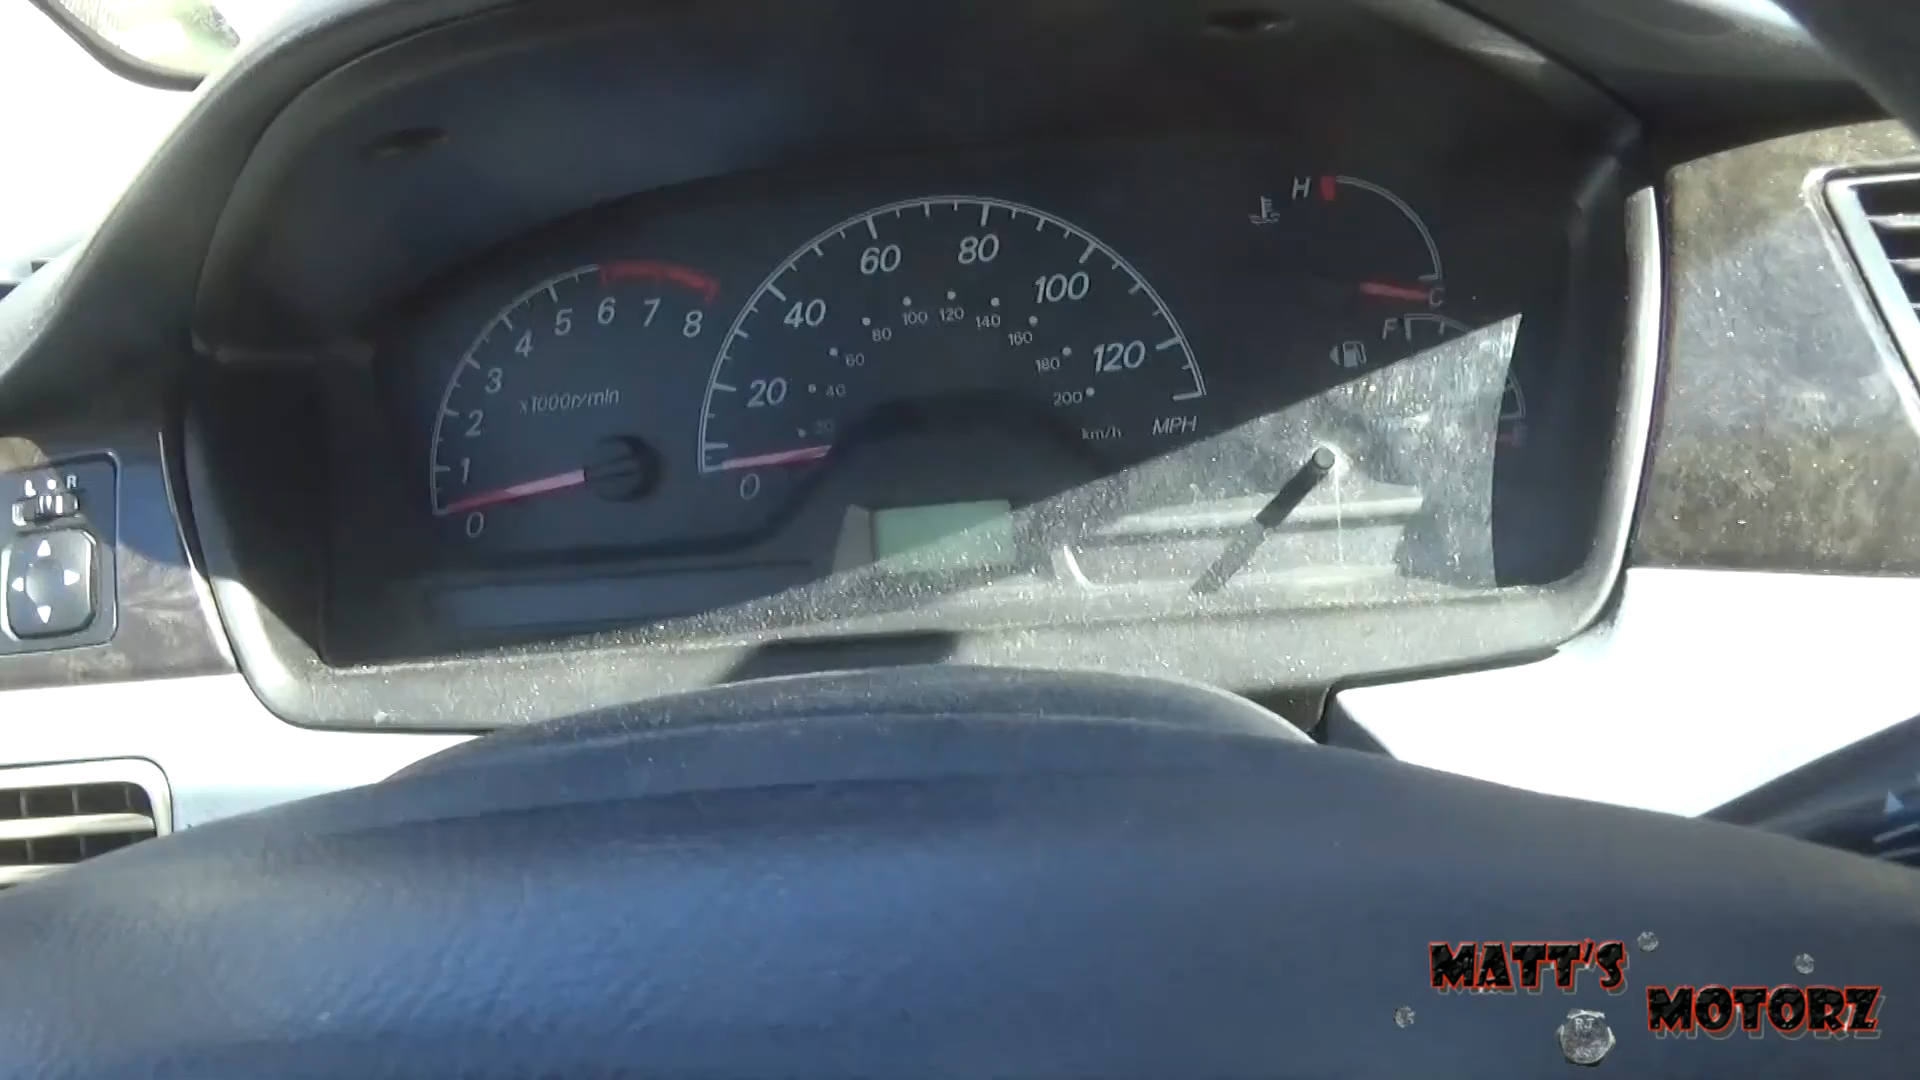 H
C
F
E
5 6 7 8
4
3
2
1
0
x1000r/min
60 80
40 100
20 120
0
80 100 120 140
60 160
40 180
20 200
km/h MPH
L R
MATT'S
MOTORZ